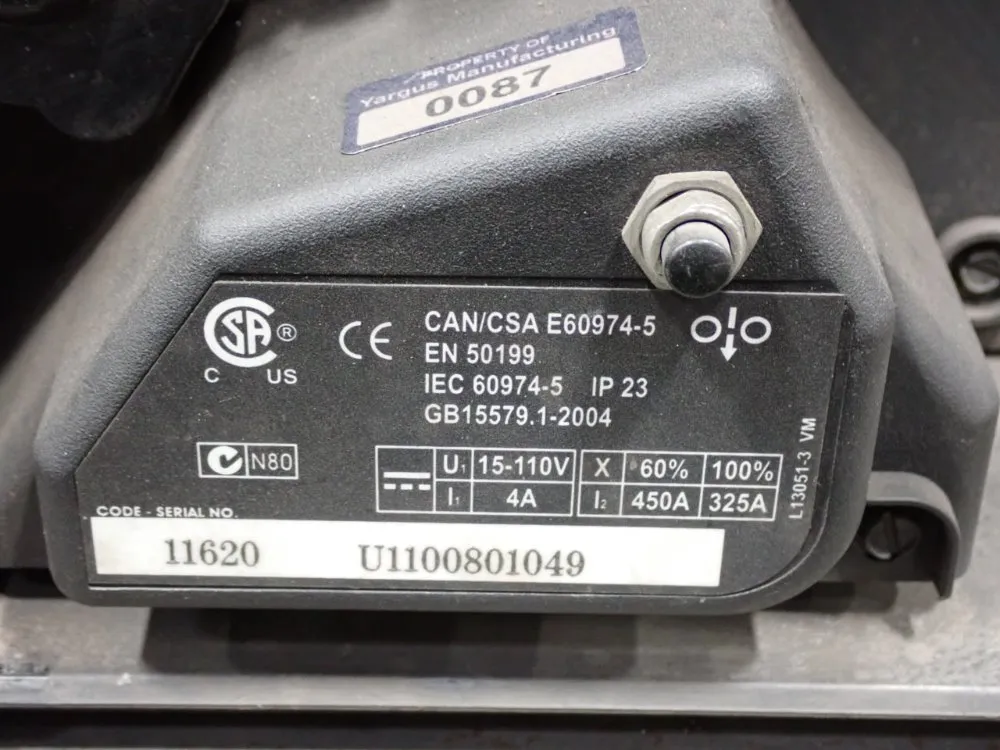 PROPERTY OF
Yargus Manufacturing
0087
CSA ®
C US
CE
CAN/CSA E60974-5
EN 50199
IEC 60974-5 IP 23
GB15579.1-2004
N80
U1 15-110V X 60% 100%
I1 4A I2 450A 325A
L13051-3 VM
CODE - SERIAL NO.
11620 U1100801049